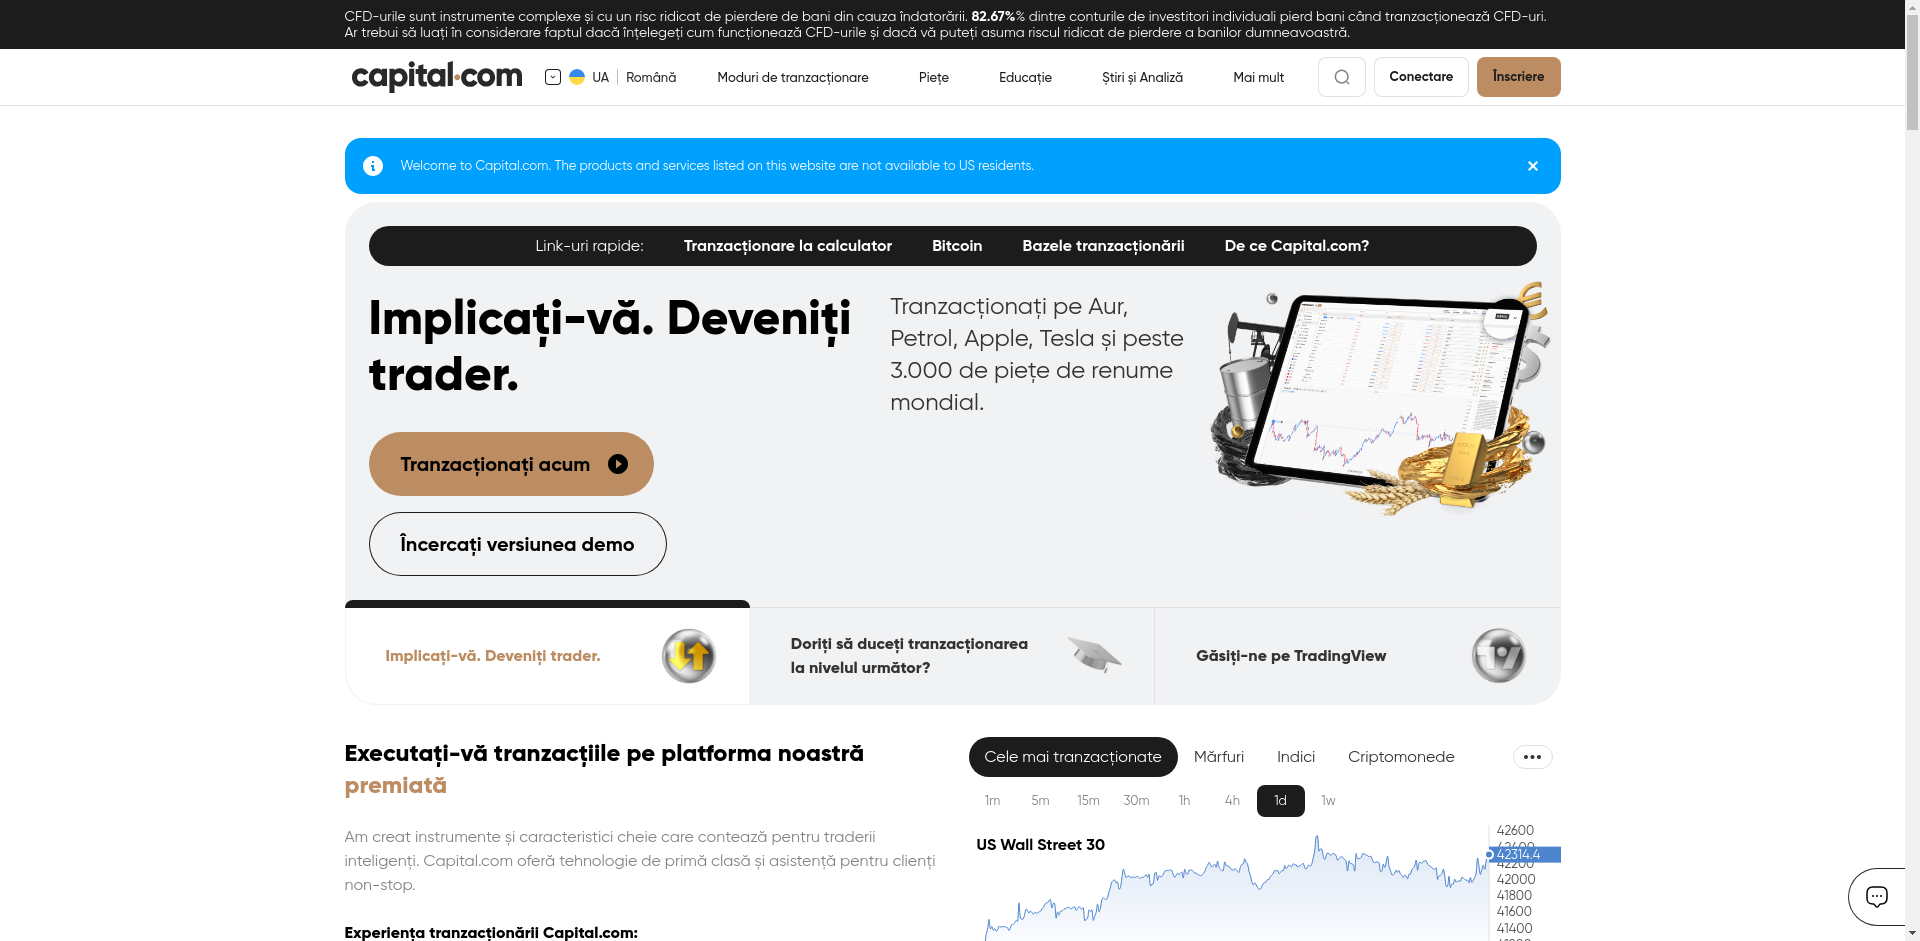 CFD-urile sunt instrumente complexe și cu un risc ridicat de pierdere de bani din cauza îndatorării. 82.67%% dintre conturile de investitori individuali pierd bani când tranzacționează CFD-uri.
Ar trebui să luați în considerare faptul dacă înțelegeți cum funcționează CFD-urile și dacă vă puteți asuma riscul ridicat de pierdere a banilor dumneavoastră.
capital.com
UA | Română
Moduri de tranzacționare
Piețe
Educație
Știri și Analiză
Mai mult
Conectare
Înscriere
Welcome to Capital.com. The products and services listed on this website are not available to US residents.
Link-uri rapide:
Tranzacționare la calculator
Bitcoin
Bazele tranzacționării
De ce Capital.com?
Implicați-vă. Deveniți
trader.
Tranzacționați pe Aur,
Petrol, Apple, Tesla și peste
3.000 de piețe de renume
mondial.
Tranzacționați acum
Încercați versiunea demo
Implicați-vă. Deveniți trader.
Doriți să duceți tranzacționarea
la nivelul următor?
Găsiți-ne pe TradingView
Executați-vă tranzacțiile pe platforma noastră
premiată
Am creat instrumente și caracteristici cheie care contează pentru traderii
inteligenți. Capital.com oferă tehnologie de primă clasă și asistență pentru clienți
non-stop.
Experiența tranzacționării Capital.com:
Cele mai tranzacționate
Mărfuri
Indici
Criptomonede
1m
5m
15m
30m
1h
4h
1d
1w
US Wall Street 30
42600
42400
42314.4
42200
42000
41800
41600
41400